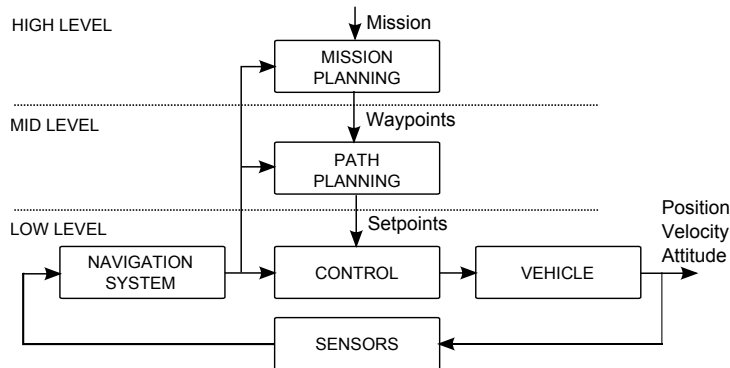 HIGH LEVEL
Mission
MISSION
PLANNING
MID LEVEL
Waypoints
PATH
PLANNING
LOW LEVEL
Setpoints
Position
Velocity
Attitude
NAVIGATION
SYSTEM
CONTROL
VEHICLE
SENSORS